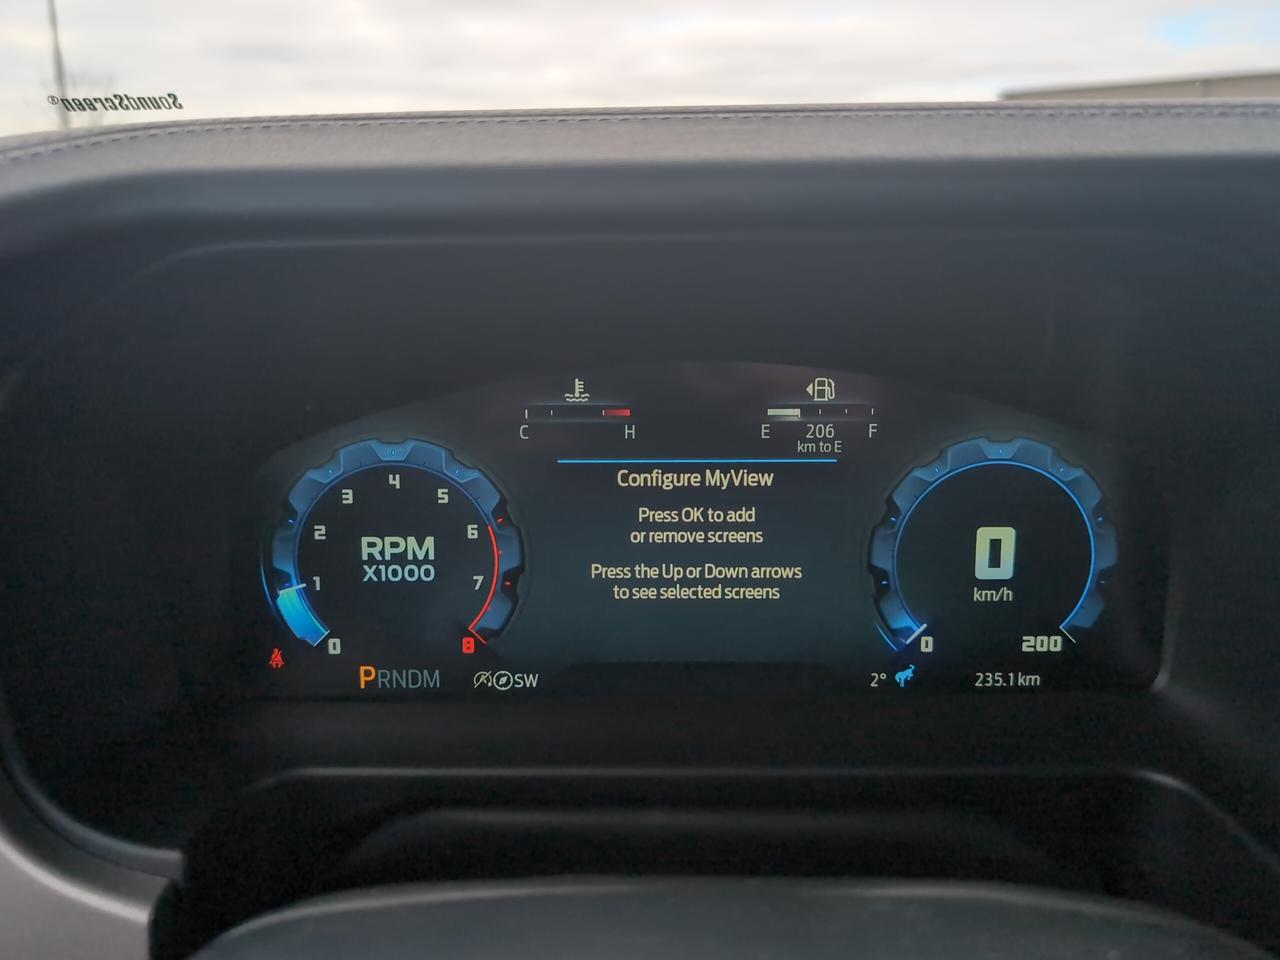 SoundScreen®
C H
E 206 F
km to E
Configure MyView
Press OK to add
or remove screens
Press the Up or Down arrows
to see selected screens
0 1 2 3 4 5 6 7 8
RPM
X1000
0
km/h
0 200
PRNDM
A SW
2°
235.1 km